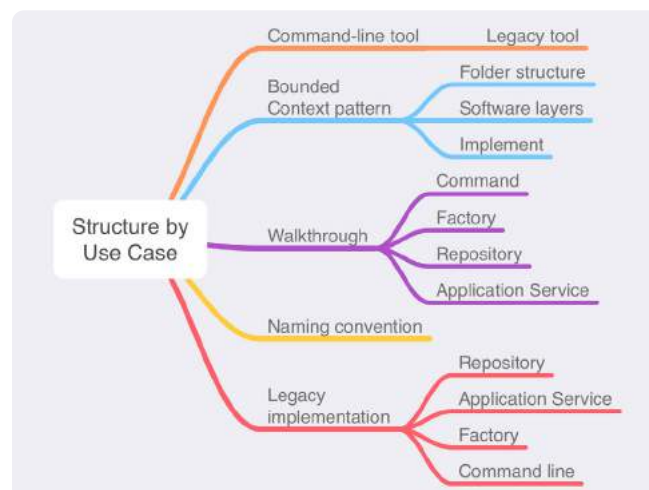 Command-line tool
Legacy tool
Bounded
Context pattern
Folder structure
Software layers
Implement
Structure by
Use Case
Walkthrough
Command
Factory
Repository
Application Service
Naming convention
Legacy
implementation
Repository
Application Service
Factory
Command line